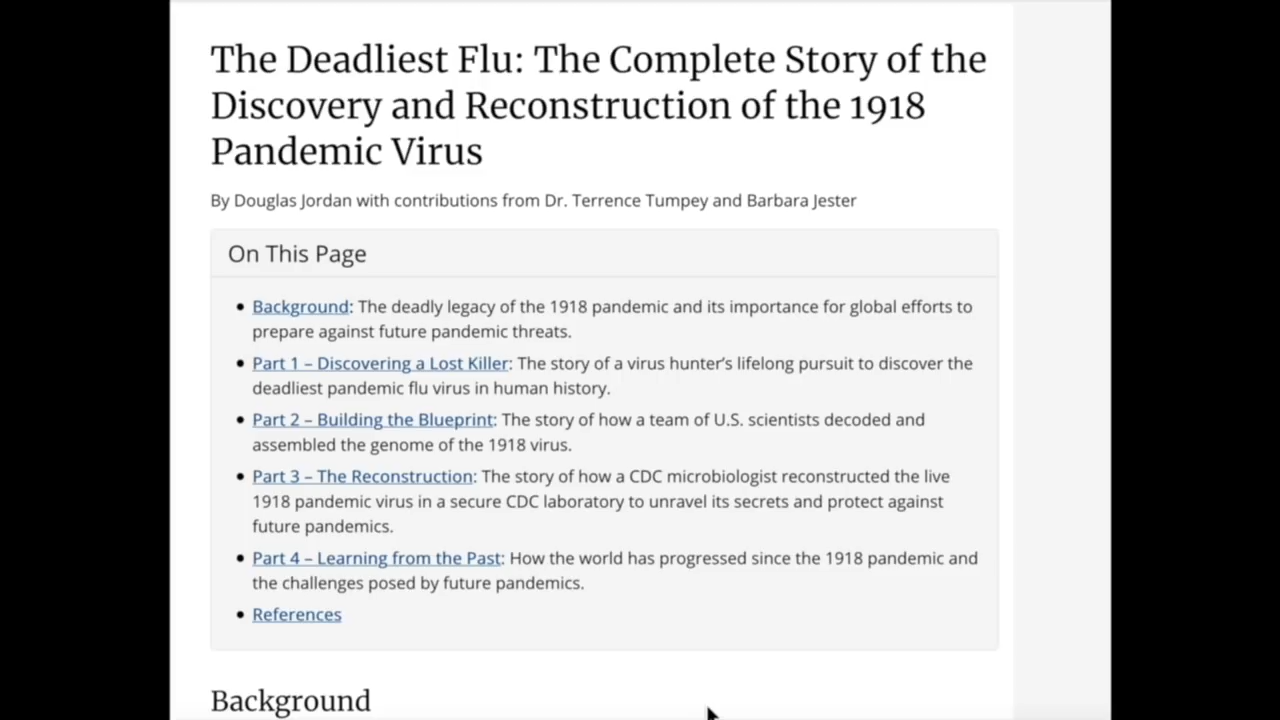 The Deadliest Flu: The Complete Story of the
Discovery and Reconstruction of the 1918
Pandemic Virus
By Douglas Jordan with contributions from Dr. Terrence Tumpey and Barbara Jester
On This Page
• Background: The deadly legacy of the 1918 pandemic and its importance for global efforts to
prepare against future pandemic threats.
• Part 1 – Discovering a Lost Killer: The story of a virus hunter’s lifelong pursuit to discover the
deadliest pandemic flu virus in human history.
• Part 2 – Building the Blueprint: The story of how a team of U.S. scientists decoded and
assembled the genome of the 1918 virus.
• Part 3 – The Reconstruction: The story of how a CDC microbiologist reconstructed the live
1918 pandemic virus in a secure CDC laboratory to unravel its secrets and protect against
future pandemics.
• Part 4 – Learning from the Past: How the world has progressed since the 1918 pandemic and
the challenges posed by future pandemics.
• References
Background